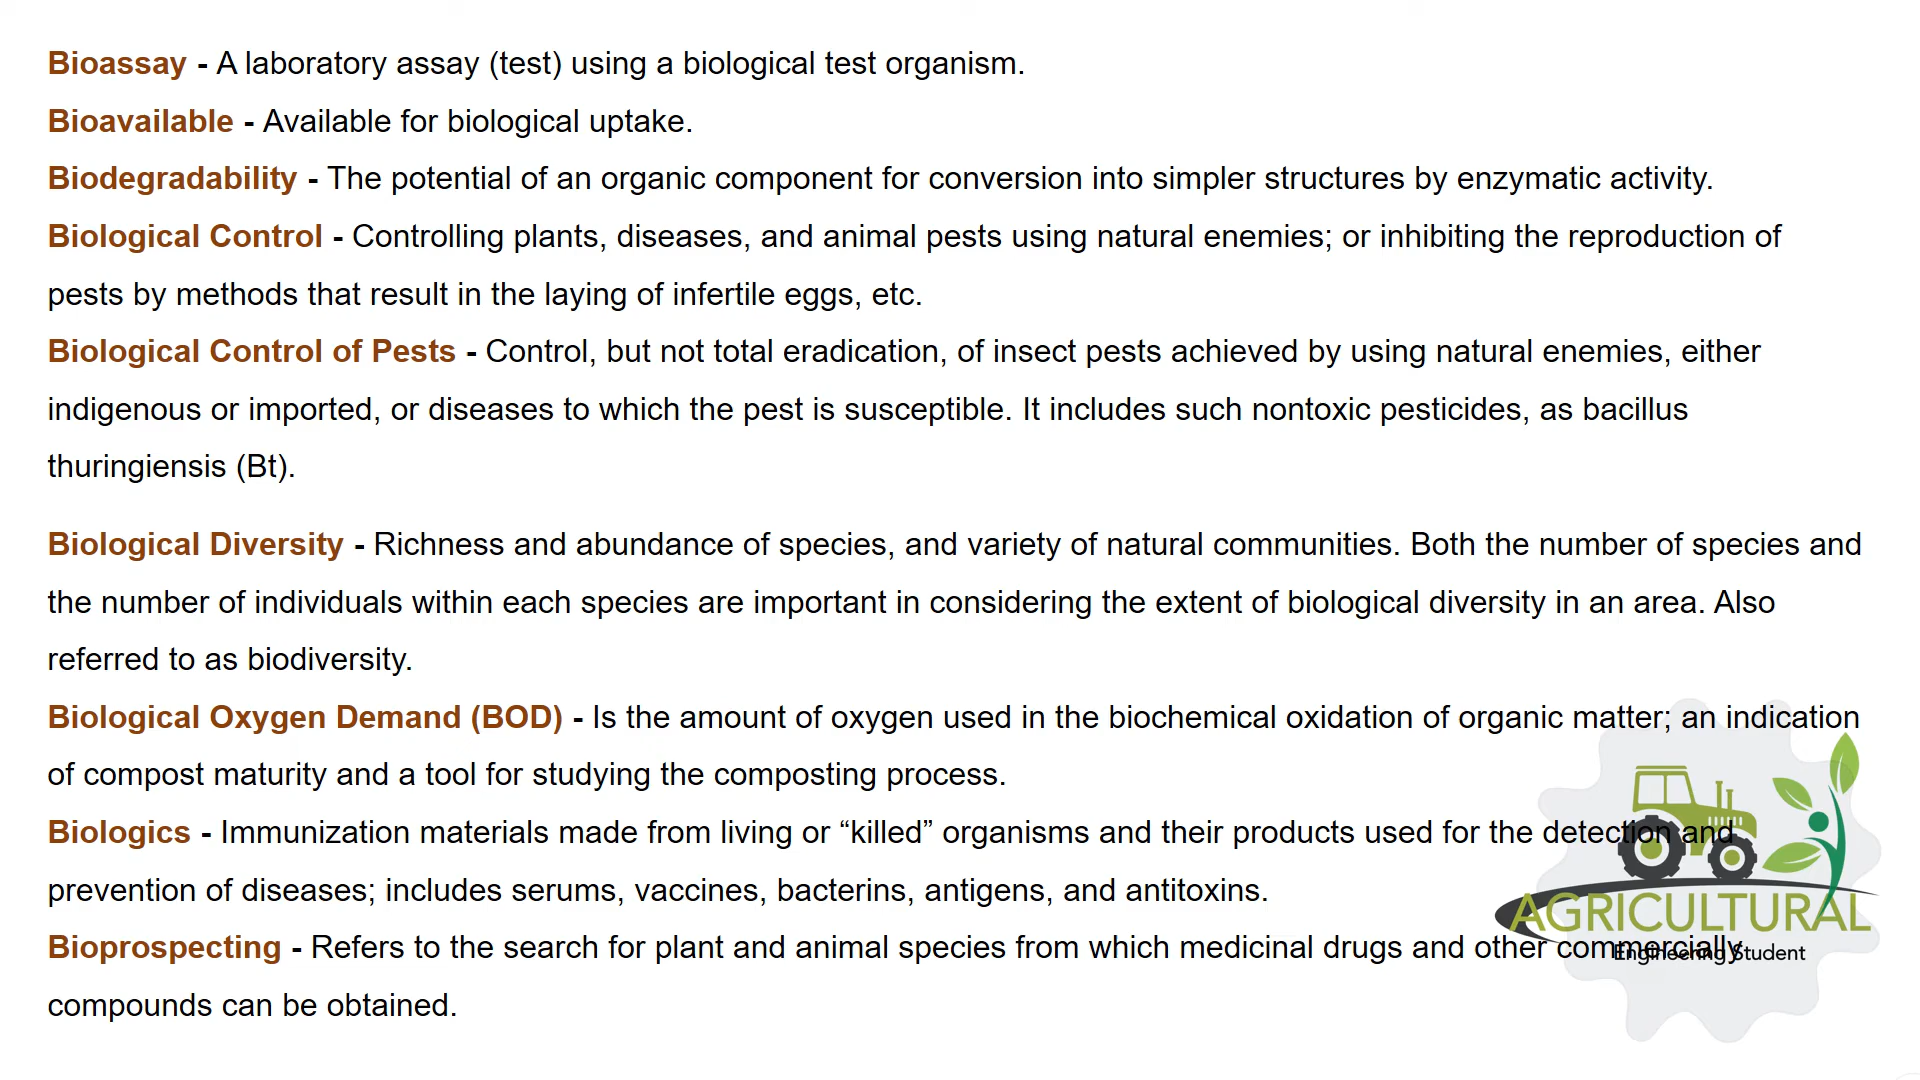 Bioassay - A laboratory assay (test) using a biological test organism.
Bioavailable - Available for biological uptake.
Biodegradability - The potential of an organic component for conversion into simpler structures by enzymatic activity.
Biological Control - Controlling plants, diseases, and animal pests using natural enemies; or inhibiting the reproduction of
pests by methods that result in the laying of infertile eggs, etc.
Biological Control of Pests - Control, but not total eradication, of insect pests achieved by using natural enemies, either
indigenous or imported, or diseases to which the pest is susceptible. It includes such nontoxic pesticides, as bacillus
thuringiensis (Bt).
Biological Diversity - Richness and abundance of species, and variety of natural communities. Both the number of species and
the number of individuals within each species are important in considering the extent of biological diversity in an area. Also
referred to as biodiversity.
Biological Oxygen Demand (BOD) - Is the amount of oxygen used in the biochemical oxidation of organic matter; an indication
of compost maturity and a tool for studying the composting process.
Biologics - Immunization materials made from living or “killed” organisms and their products used for the detection and
prevention of diseases; includes serums, vaccines, bacterins, antigens, and antitoxins.
Bioprospecting - Refers to the search for plant and animal species from which medicinal drugs and other commercially
compounds can be obtained.
AGRICULTURAL
Engineering Student